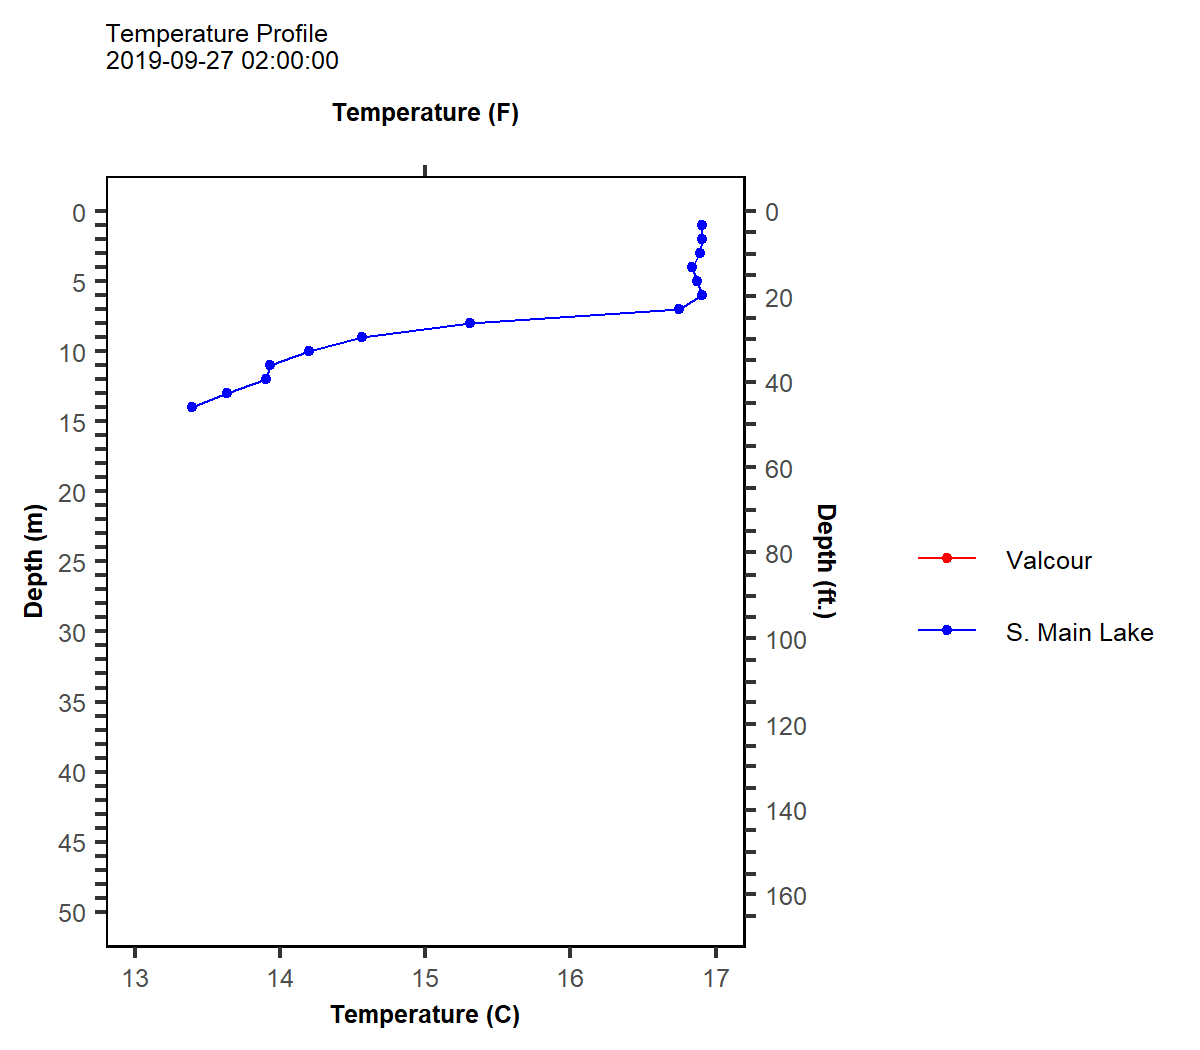 Temperature Profile
2019-09-27 02:00:00
Temperature (F)
0
5
10
15
20
25
30
35
40
45
50
Depth (m)
0
20
40
60
80
100
120
140
160
Depth (ft.)
13 14 15 16 17
Temperature (C)
Valcour
S. Main Lake